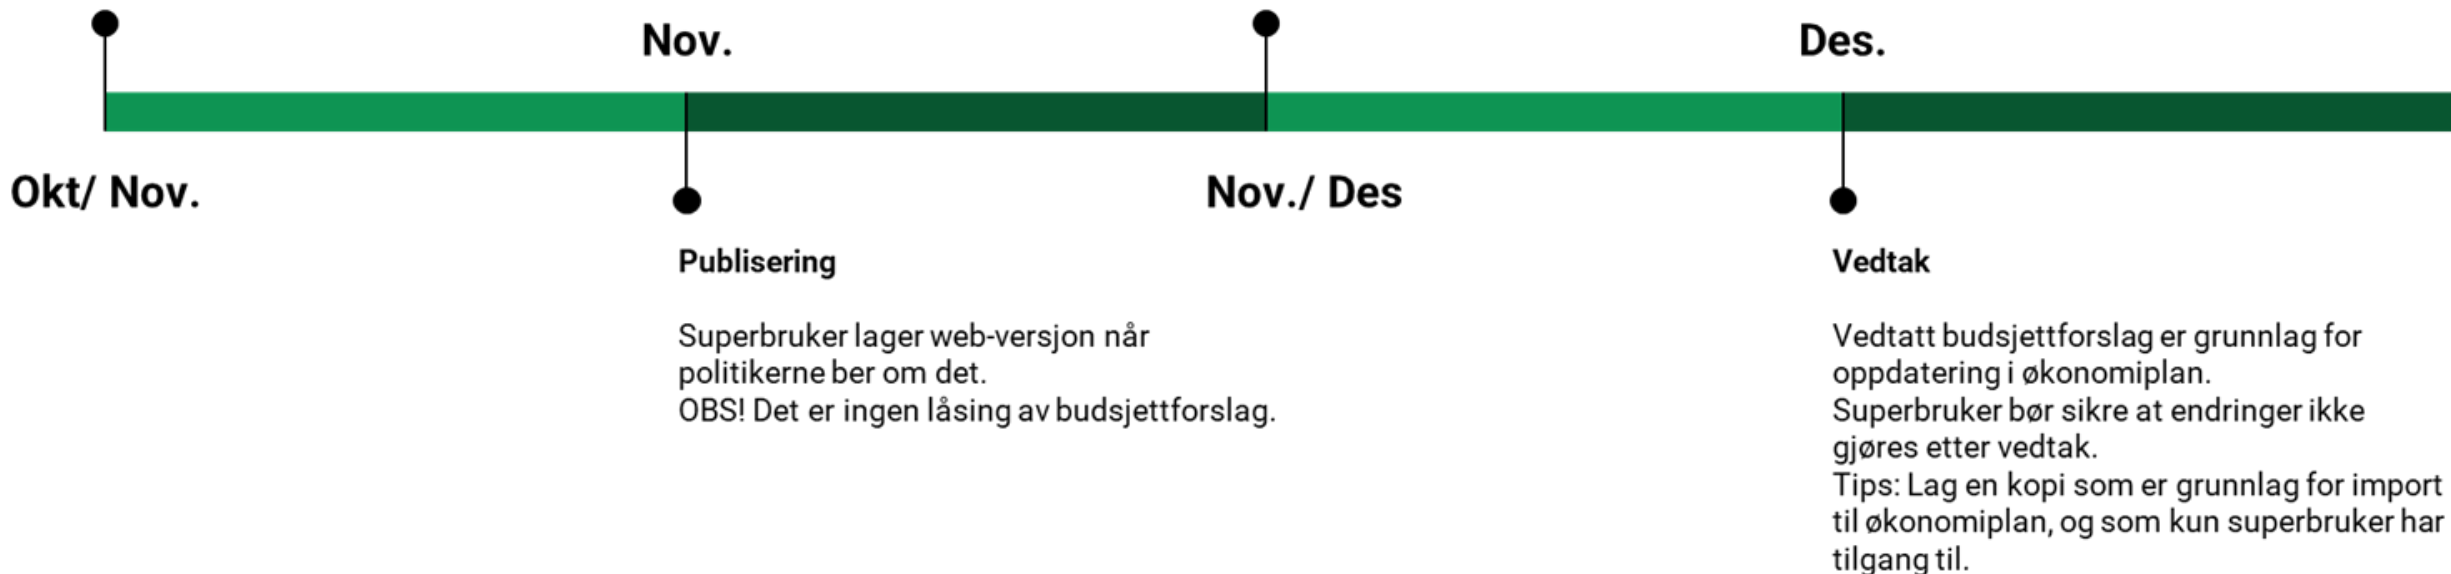 Nov.
Des.
Okt/ Nov.
Nov./ Des
Publisering
Superbruker lager web-versjon når
politikerne ber om det.
OBS! Det er ingen låsing av budsjettforslag.
Vedtak
Vedtatt budsjettforslag er grunnlag for
oppdatering i økonomiplan.
Superbruker bør sikre at endringer ikke
gjøres etter vedtak.
Tips: Lag en kopi som er grunnlag for import
til økonomiplan, og som kun superbruker har
tilgang til.